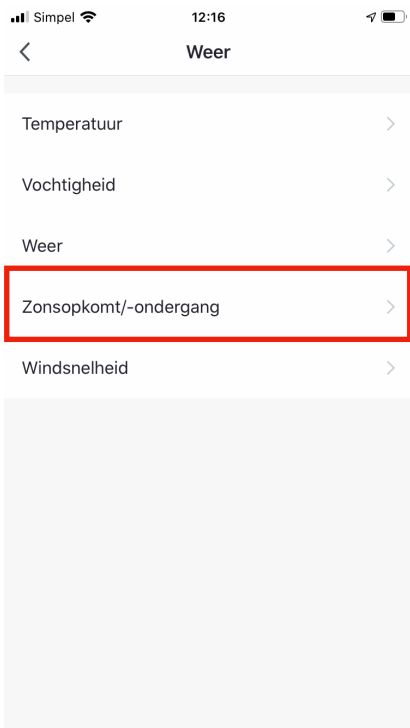 Simpel 12:16
Weer
Temperatuur
Vochtigheid
Weer
Zonsopkomt/-ondergang
Windsnelheid